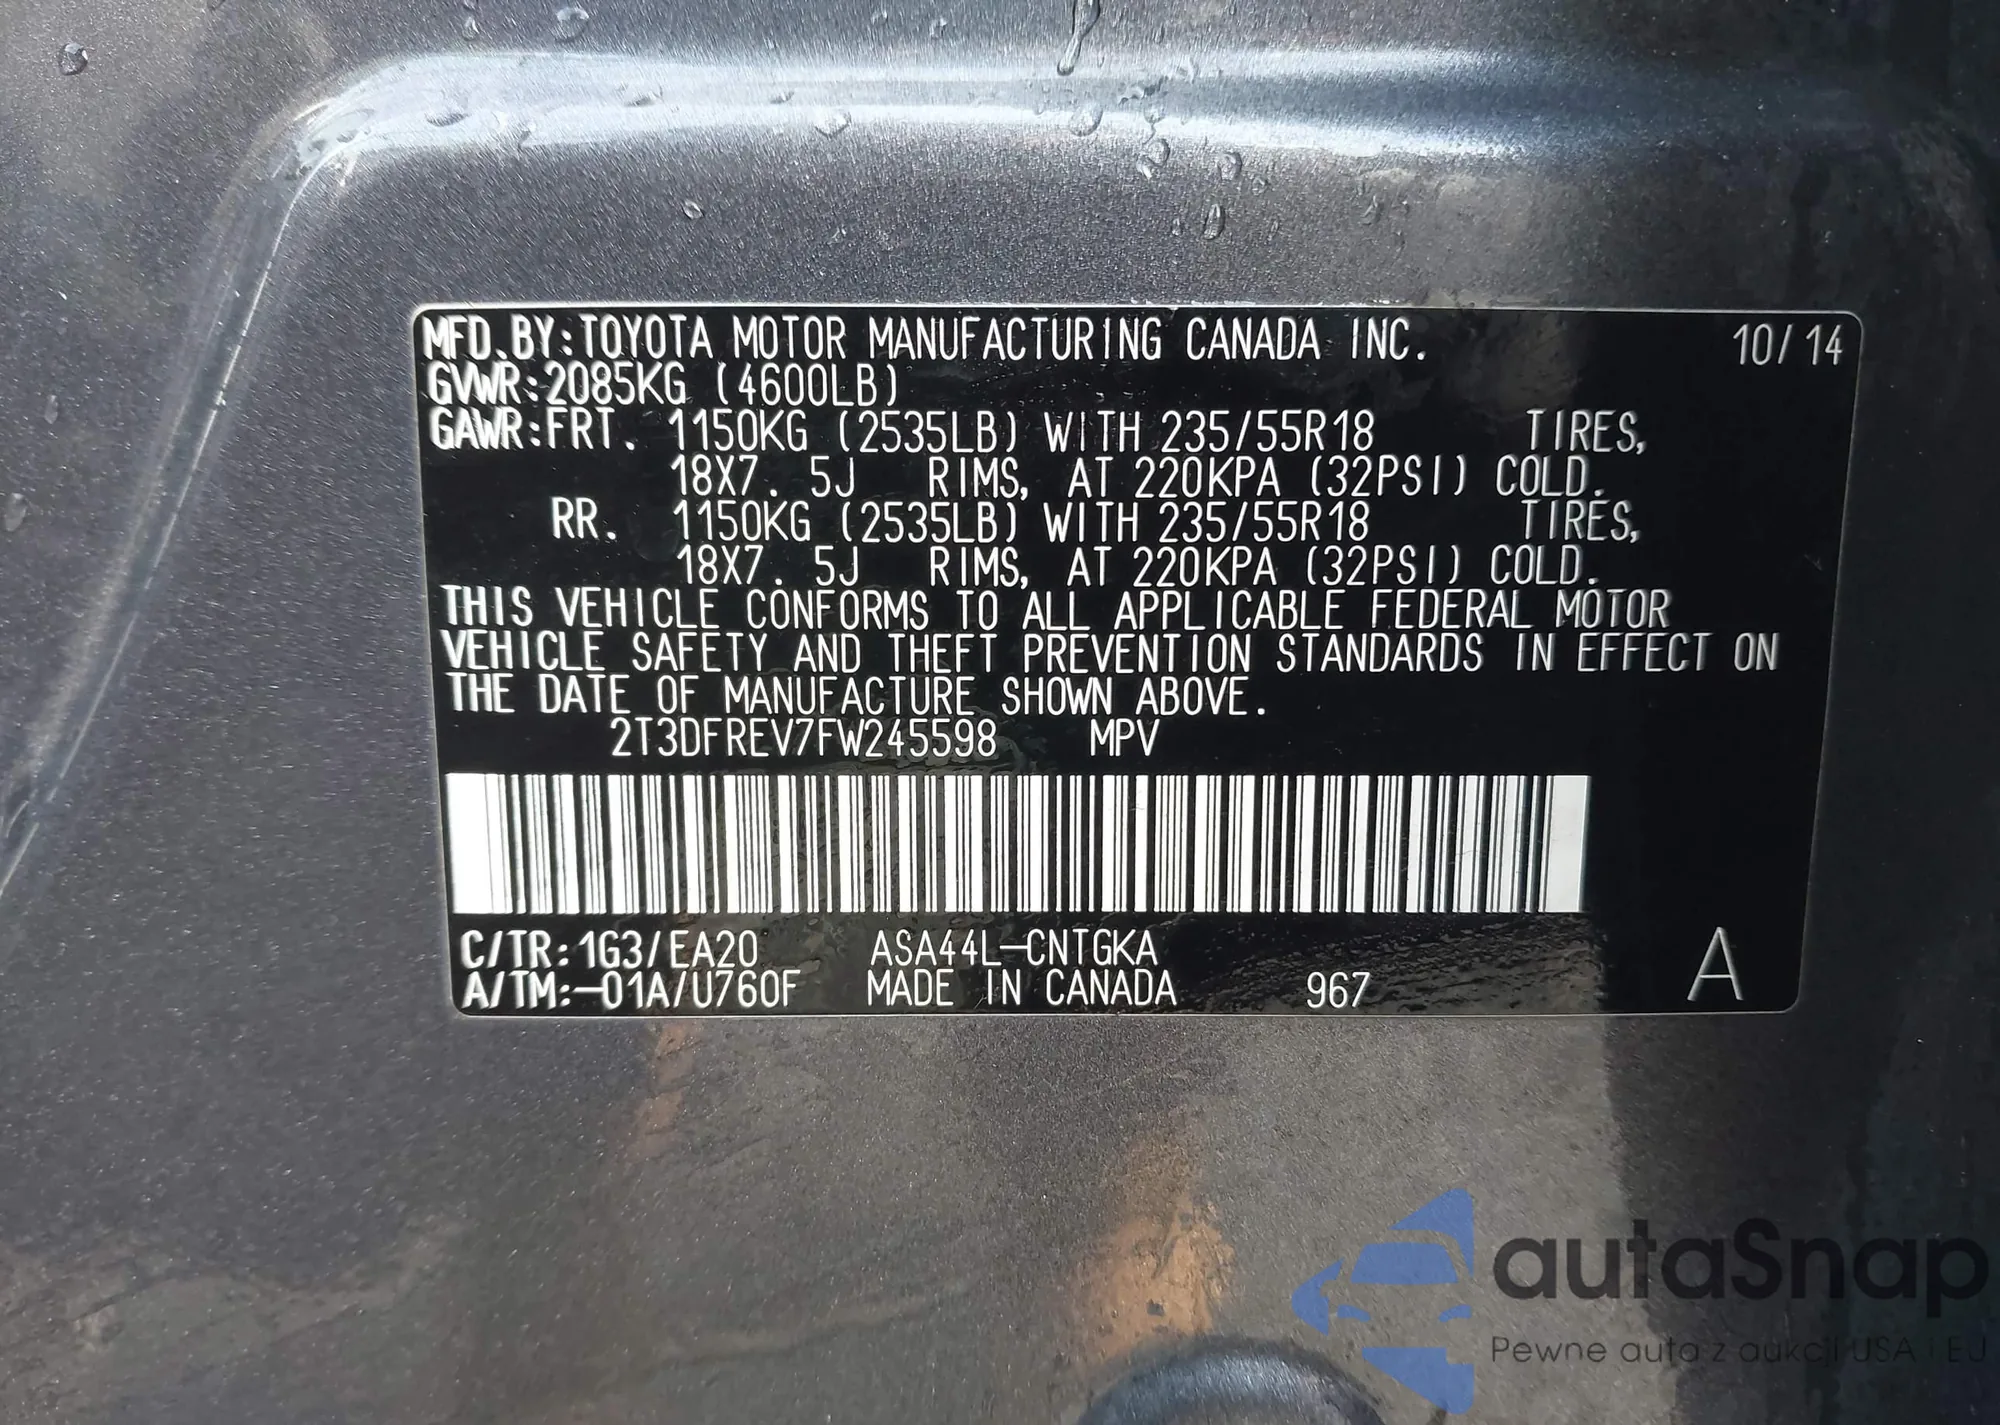 MFD.BY:TOYOTA MOTOR MANUFACTURING CANADA INC. 10/14
GVWR:2085KG (4600LB)
GAWR:FRT. 1150KG (2535LB) WITH 235/55R18 TIRES,
18X7.5J RIMS, AT 220KPA (32PSI) COLD.
RR. 1150KG (2535LB) WITH 235/55R18 TIRES,
18X7.5J RIMS, AT 220KPA (32PSI) COLD.
THIS VEHICLE CONFORMS TO ALL APPLICABLE FEDERAL MOTOR
VEHICLE SAFETY AND THEFT PREVENTION STANDARDS IN EFFECT ON
THE DATE OF MANUFACTURE SHOWN ABOVE.
2T3DFREV7FW245598 MPV
C/TR:1G3/EA20 ASA44L-CNTGKA
A/TM:-01A/U760F MADE IN CANADA 967 A
autaSnap
Pewne auta z aukcji USA i EU